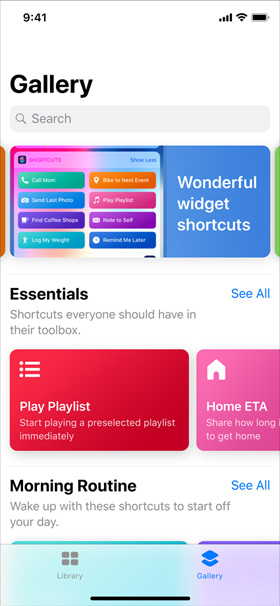 9:41
Gallery
Search
SHORTCUTS Show Less
Call Mom Bike to Next Event
Send Last Photo Play Playlist
Find Coffee Shops Note to Self
Log My Weight Remind Me Later
Wonderful
widget
shortcuts
Essentials See All
Shortcuts everyone should have in
their toolbox.
Play Playlist
Start playing a preselected playlist
immediately
Home ETA
Share how long i
to get home
Morning Routine See All
Wake up with these shortcuts to start off
your day.
Library Gallery